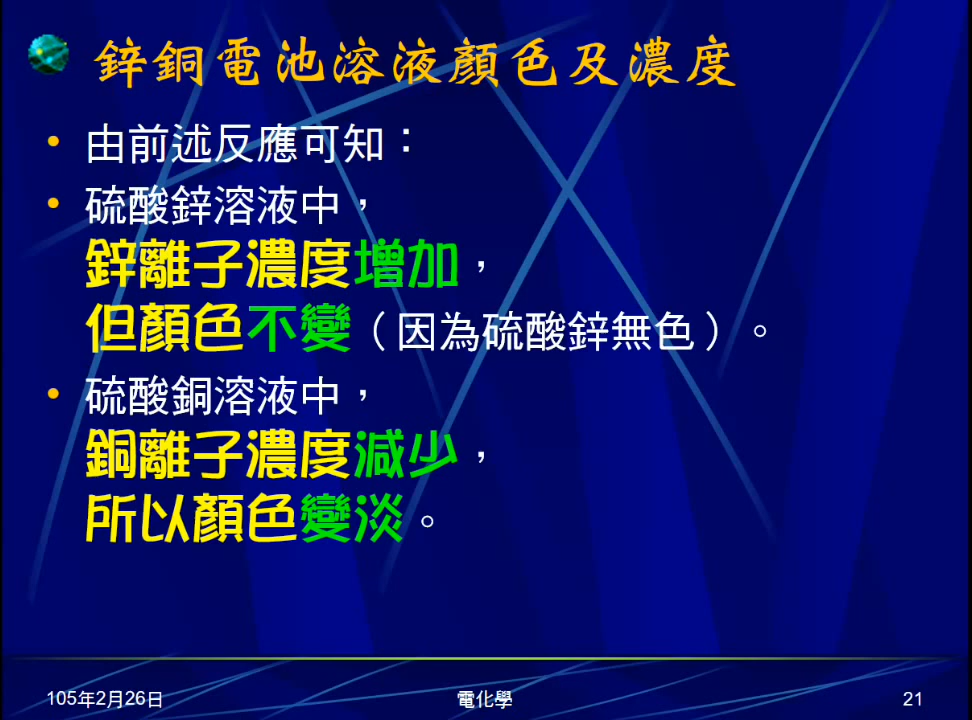 鋅銅電池溶液顏色及濃度
• 由前述反應可知：
• 硫酸鋅溶液中，
鋅離子濃度增加，
但顏色不變（因為硫酸鋅無色）。
• 硫酸銅溶液中，
銅離子濃度減少，
所以顏色變淡。
105年2月26日
電化學
21